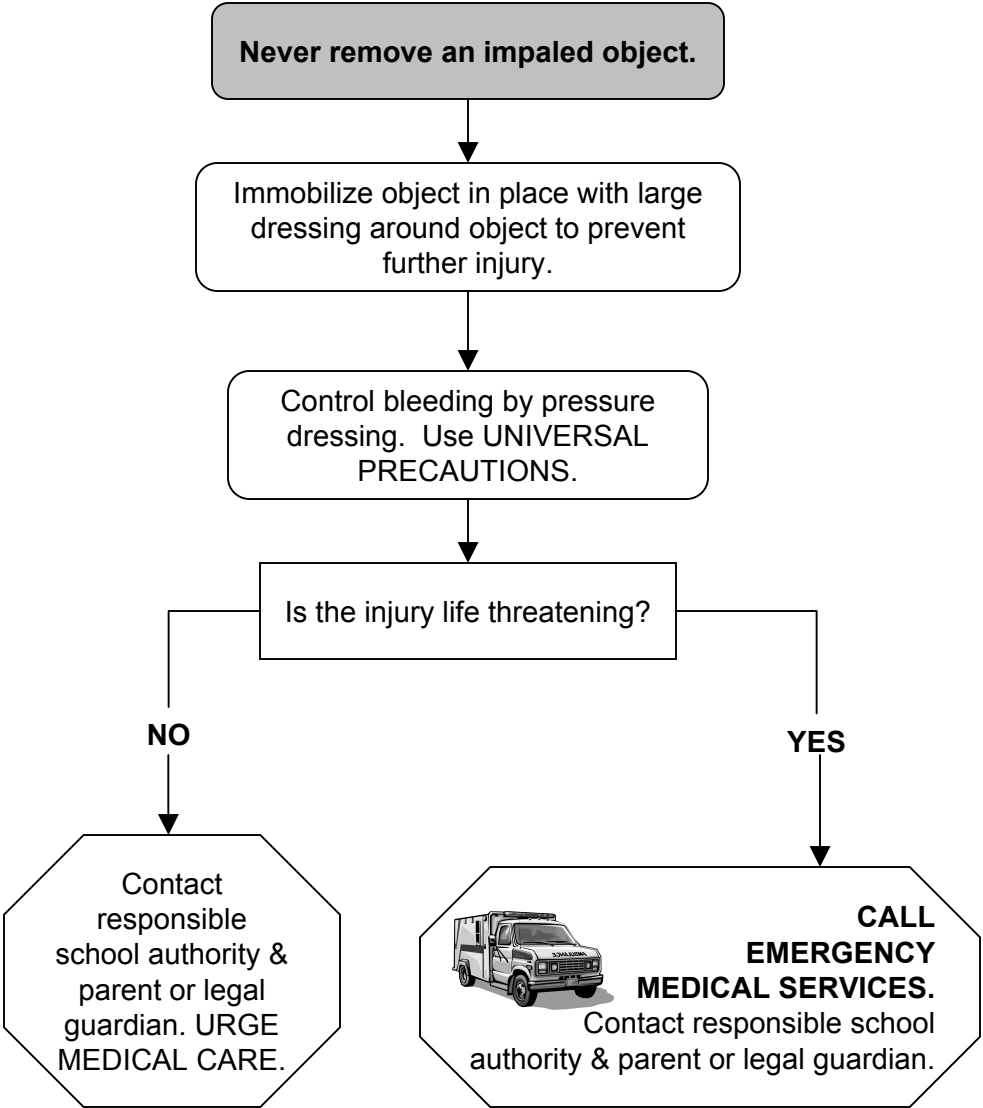 Never remove an impaled object.
Immobilize object in place with large
dressing around object to prevent
further injury.
Control bleeding by pressure
dressing.  Use UNIVERSAL
PRECAUTIONS.
Is the injury life threatening?
NO
YES
Contact
responsible
school authority &
parent or legal
guardian. URGE
MEDICAL CARE.
CALL
EMERGENCY
MEDICAL SERVICES.
Contact responsible school
authority & parent or legal guardian.